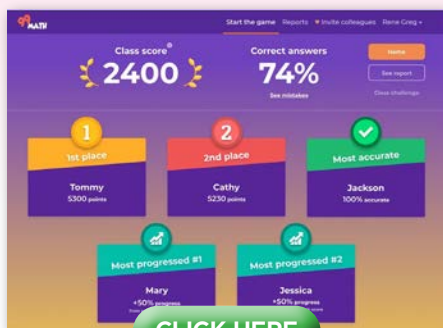 99
MATH
Start the game Reports ♥ Invite colleagues Rene Greg
Class score
2400
Correct answers
74%
See mistakes
See report
Close challenge
1
1st place
Tommy
5300 points
2
2nd place
Cathy
5230 points
Most accurate
Jackson
100% accurate
Most progressed #1
Mary
+50% progress
Most progressed #2
Jessica
+50% progress
CLICK HERE